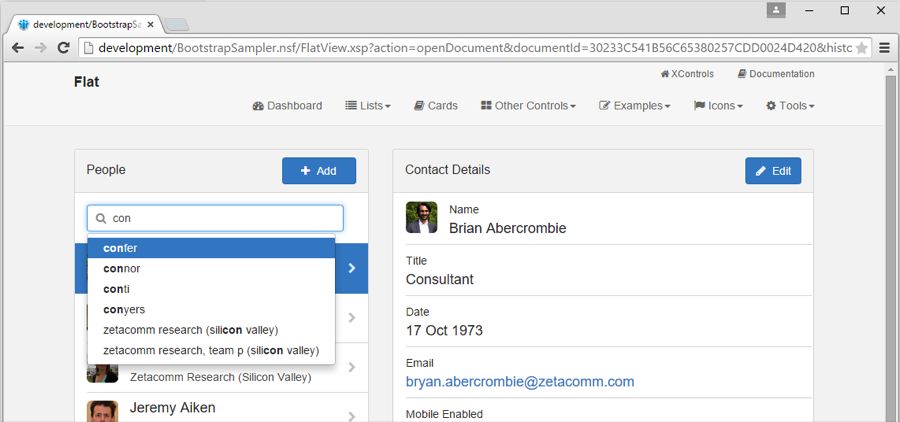 development/BootstrapSa
development/BootstrapSampler.nsf/FlatView.xsp?action=openDocument&documentId=30233C541B56C65380257CDD0024D420&histo
Flat
XControls
Documentation
Dashboard
Lists
Cards
Other Controls
Examples
Icons
Tools
People
Add
con
confer
connor
conti
conyers
zetacomm research (silicon valley)
zetacomm research, team p (silicon valley)
Zetacomm Research (Silicon Valley)
Jeremy Aiken
Contact Details
Edit
Name
Bryan Abercrombie
Title
Consultant
Date
17 Oct 1973
Email
bryan.abercrombie@zetacomm.com
Mobile Enabled